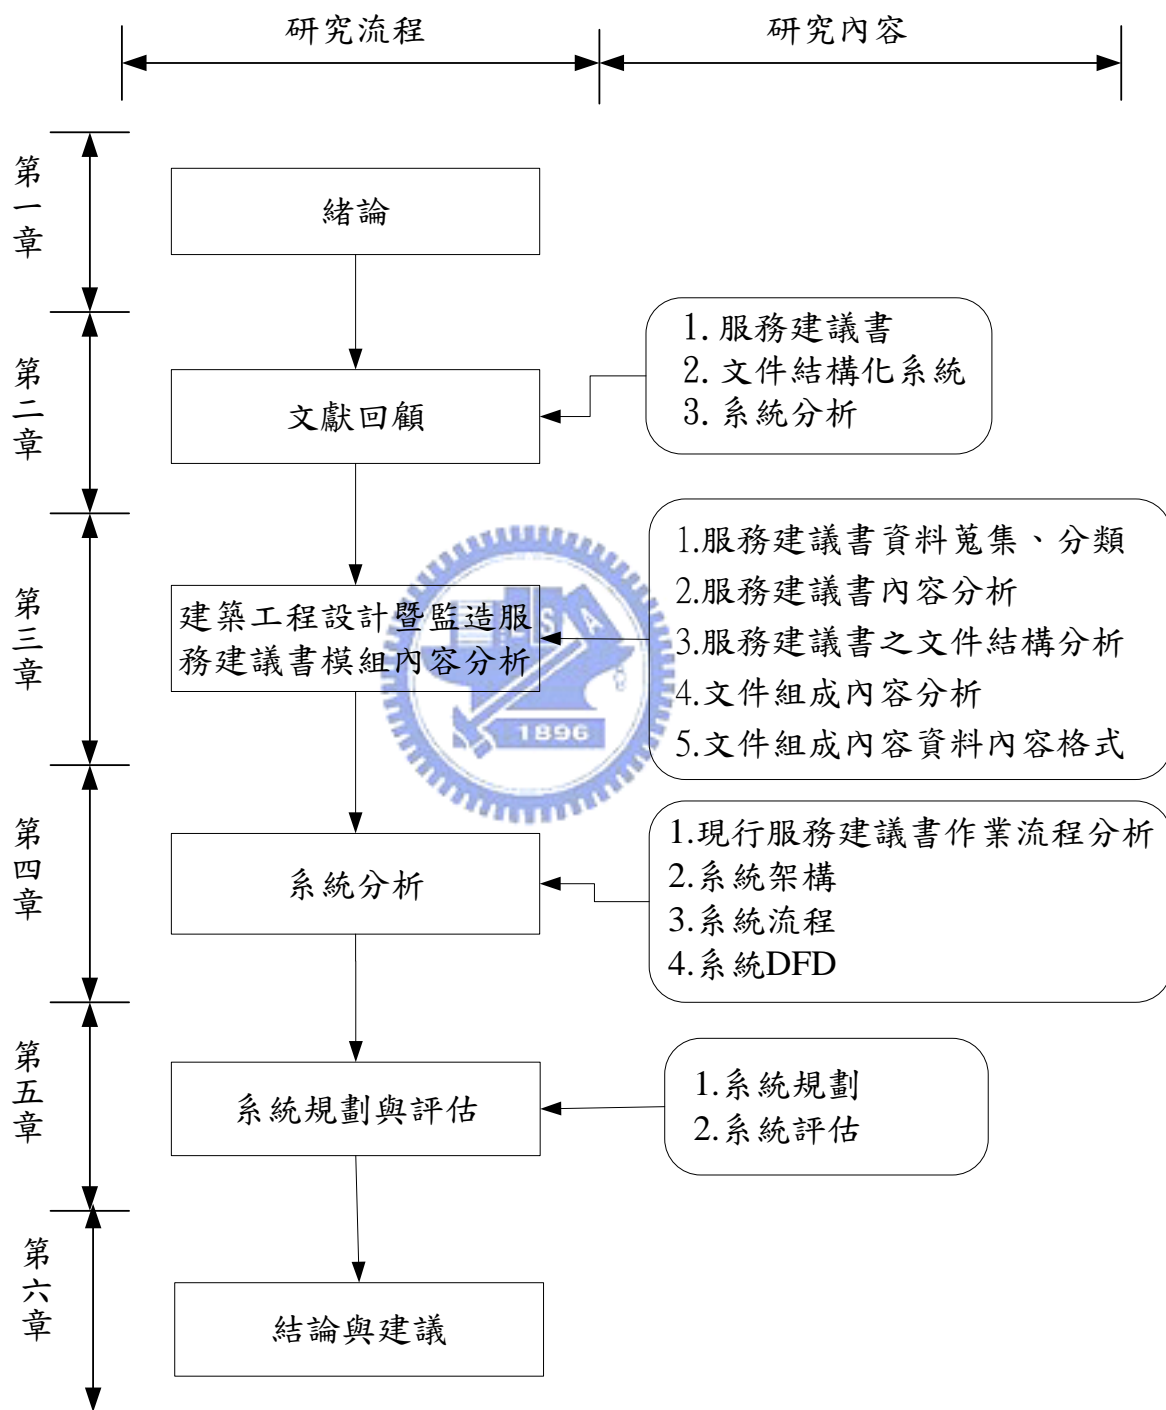 研究流程
研究內容
第一章
緒論
第二章
文獻回顧
1. 服務建議書
2. 文件結構化系統
3. 系統分析
第三章
建築工程設計暨監造服
務建議書模組內容分析
1.服務建議書資料蒐集、分類
2.服務建議書內容分析
3.服務建議書之文件結構分析
4.文件組成內容分析
5.文件組成內容資料內容格式
ESA
1896
第四章
系統分析
1.現行服務建議書作業流程分析
2.系統架構
3.系統流程
4.系統DFD
第五章
系統規劃與評估
1.系統規劃
2.系統評估
第六章
結論與建議